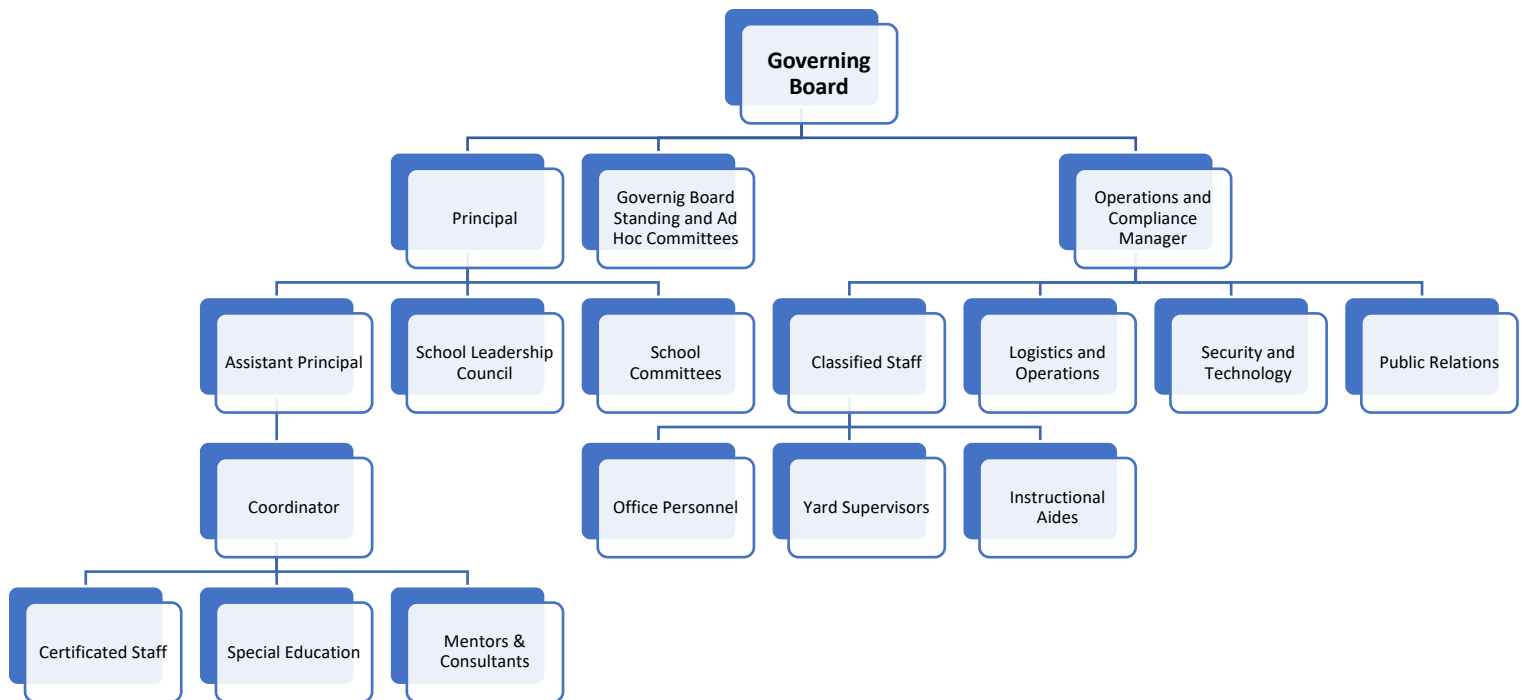 Governing
Board
Principal
Governig Board
Standing and Ad
Hoc Committees
Operations and
Compliance
Manager
Assistant Principal
School Leadership
Council
School
Committees
Classified Staff
Logistics and
Operations
Security and
Technology
Public Relations
Coordinator
Office Personnel
Yard Supervisors
Instructional
Aides
Certificated Staff
Special Education
Mentors &
Consultants